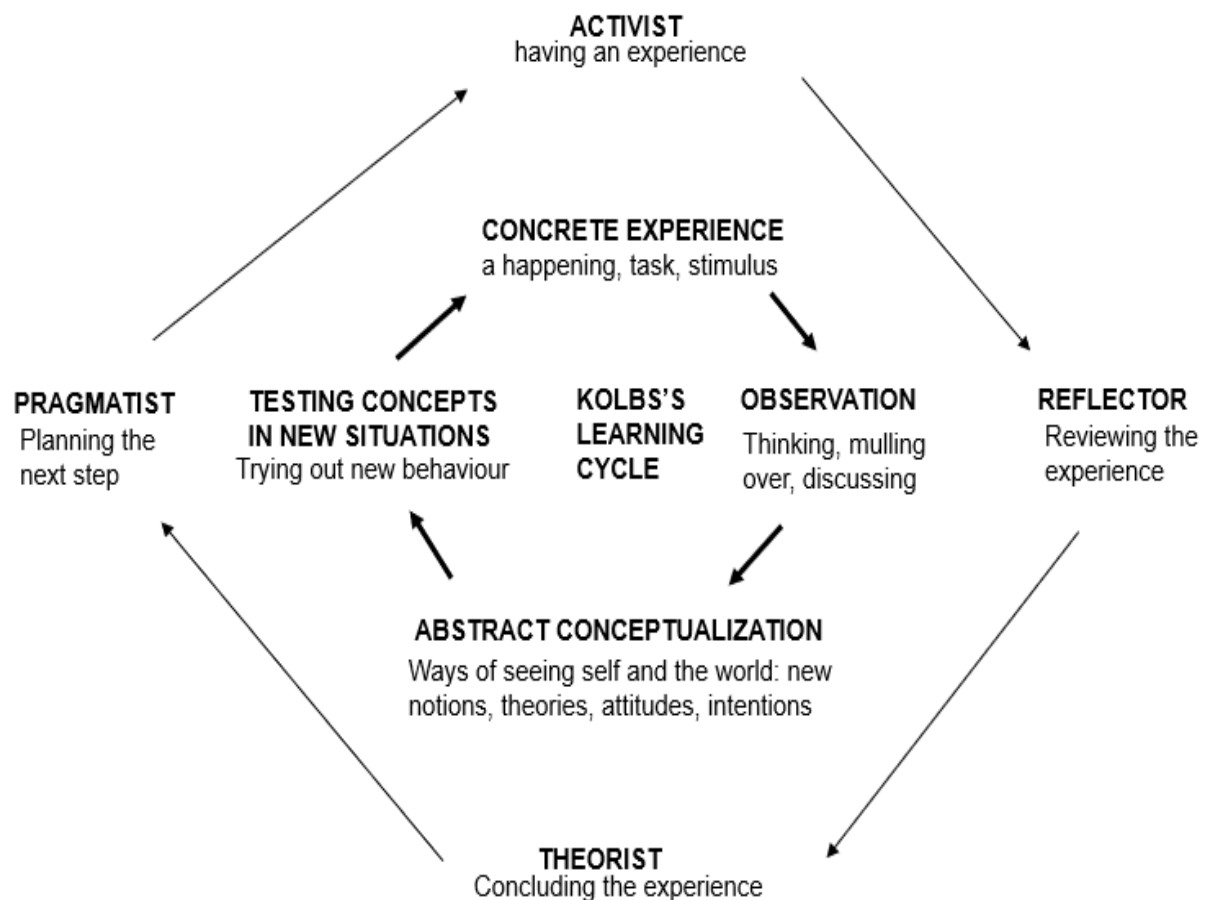 ACTIVIST
having an experience
CONCRETE EXPERIENCE
a happening, task, stimulus
PRAGMATIST
Planning the
next step
TESTING CONCEPTS
IN NEW SITUATIONS
Trying out new behaviour
KOLBS'S
LEARNING
CYCLE
OBSERVATION
Thinking, mulling
over, discussing
REFLECTOR
Reviewing the
experience
ABSTRACT CONCEPTUALIZATION
Ways of seeing self and the world: new
notions, theories, attitudes, intentions
THEORIST
Concluding the experience